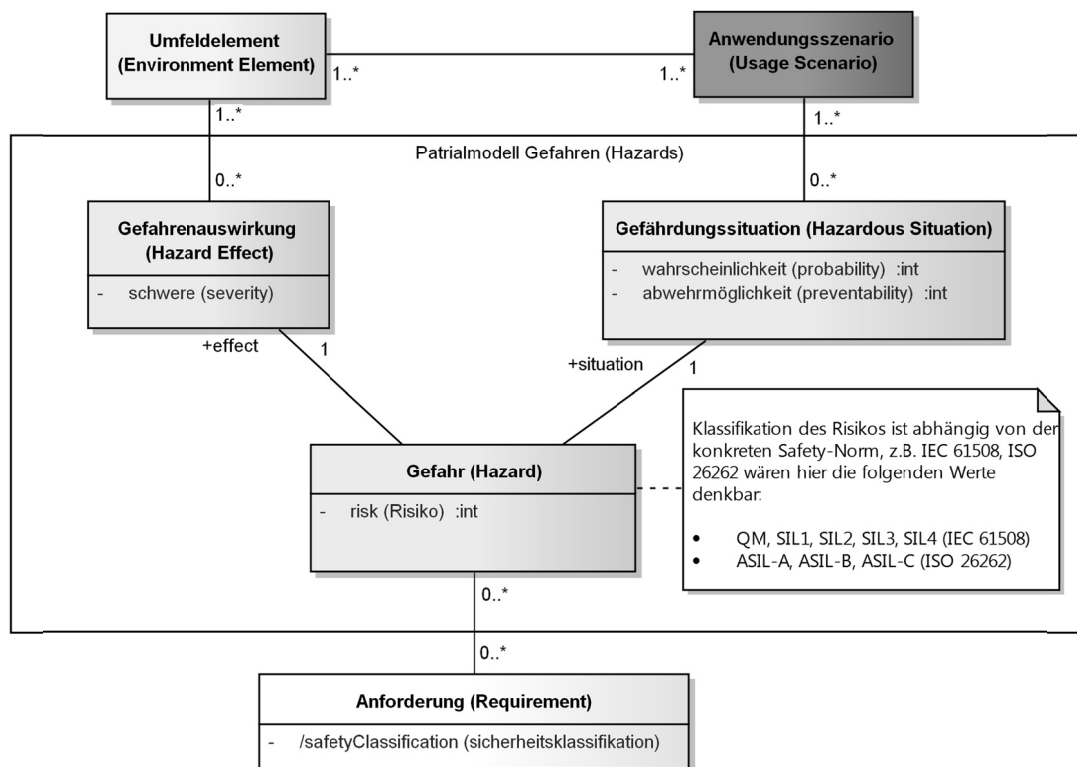 Umfeldelement
(Environment Element)
Anwendungsszenario
(Usage Scenario)
1..*
1..*
1..*
1..*
Patrialmodell Gefahren (Hazards)
0..*
0..*
Gefahrenauswirkung
(Hazard Effect)
- schwere (severity)
Gefährdungssituation (Hazardous Situation)
- wahrscheinlichkeit (probability) :int
- abwehrmöglichkeit (preventability) :int
+effect
1
+situation
1
Gefahr (Hazard)
- risk (Risiko) :int
Klassifikation des Risikos ist abhängig von der
konkreten Safety-Norm, z.B. IEC 61508, ISO
26262 wären hier die folgenden Werte
denkbar:
• QM, SIL1, SIL2, SIL3, SIL4 (IEC 61508)
• ASIL-A, ASIL-B, ASIL-C (ISO 26262)
0..*
0..*
Anforderung (Requirement)
- /safetyClassification (sicherheitsklassifikation)